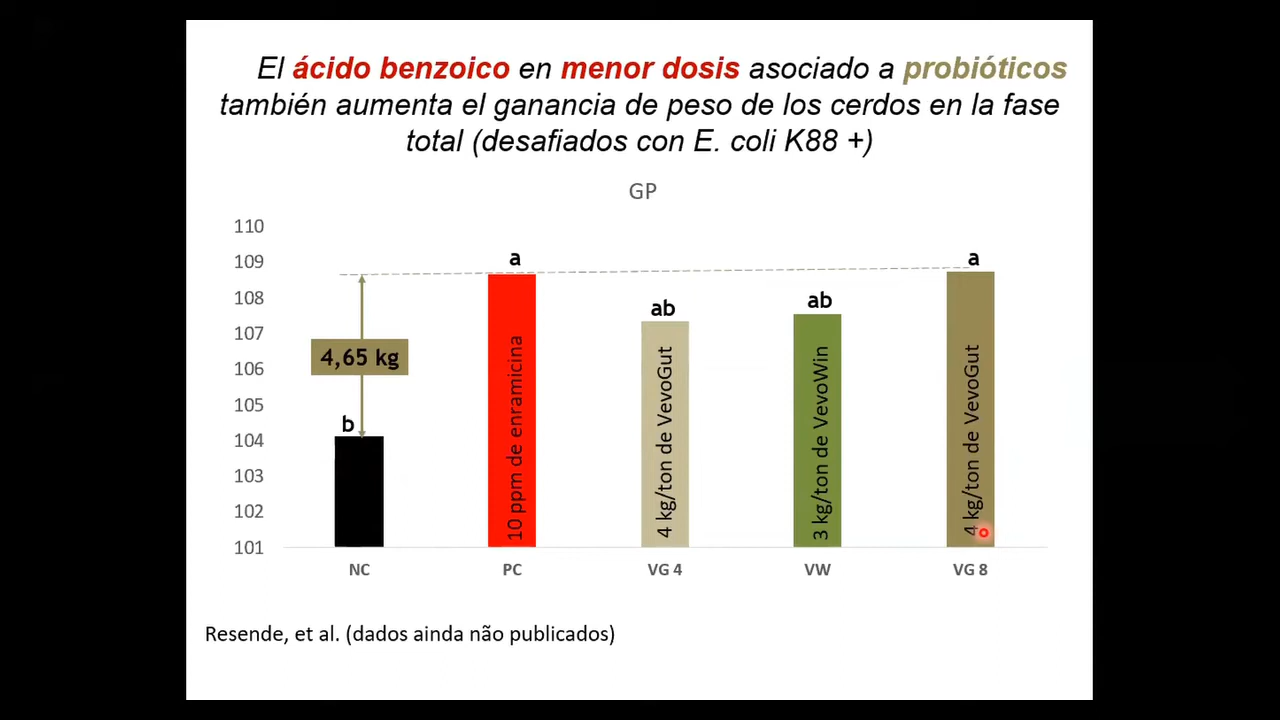 El ácido benzoico en menor dosis asociado a probióticos
también aumenta el ganancia de peso de los cerdos en la fase
total (desafiados con E. coli K88 +)
GP
110
109
108
107
106
105
104
103
102
101
4,65 kg
b
a
ab
ab
a
10 ppm de enramicina
4 kg/ton de VevoGut
3 kg/ton de VevoWin
4 kg/ton de VevoGut
NC
PC
VG 4
VW
VG 8
Resende, et al. (dados ainda não publicados)